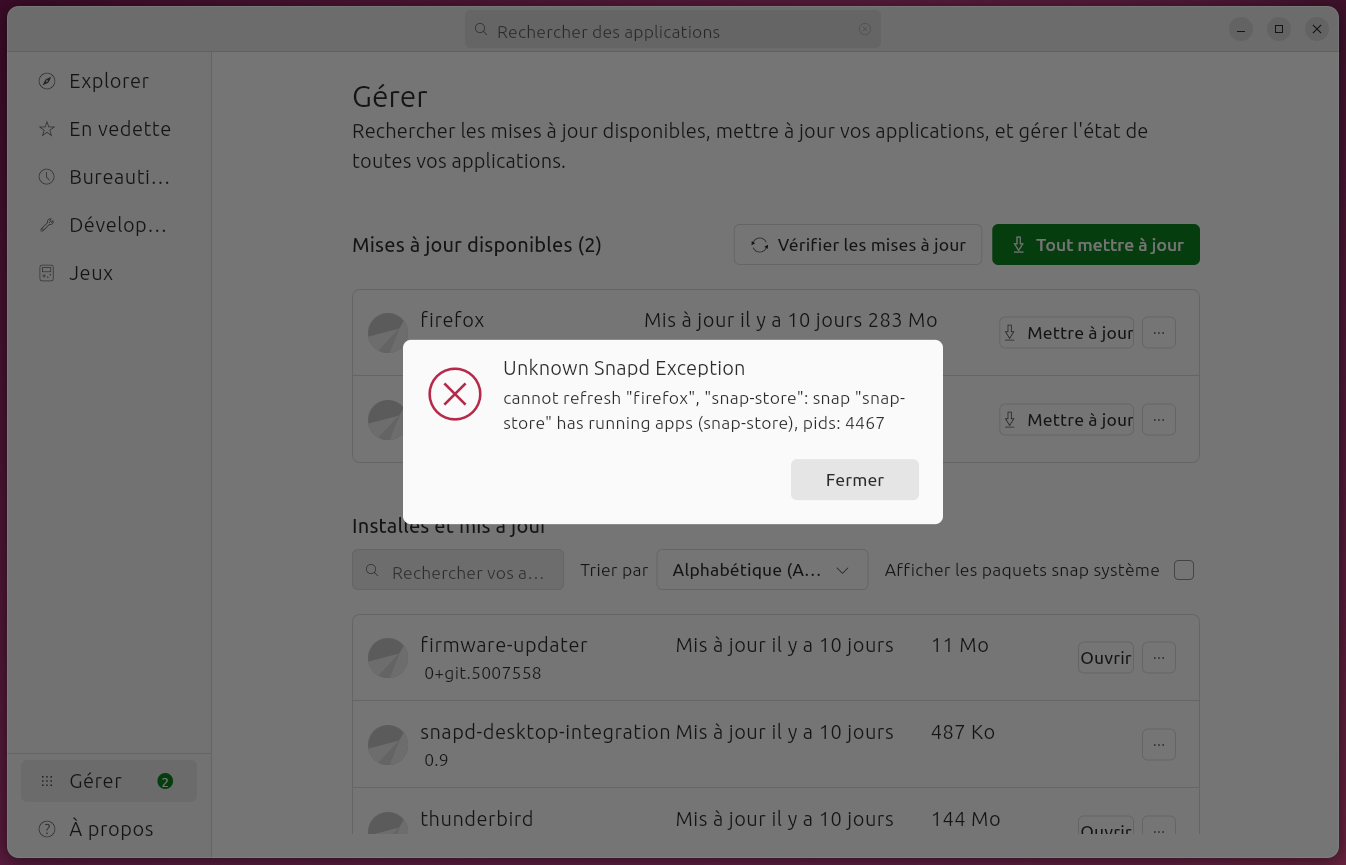 Rechercher des applications
Explorer
En vedette
Bureauti...
Dévelop...
Jeux
Gérer 2
À propos
Gérer
Rechercher les mises à jour disponibles, mettre à jour vos applications, et gérer l'état de
toutes vos applications.
Mises à jour disponibles (2) Vérifier les mises à jour Tout mettre à jour
firefox Mis à jour il y a 10 jours 283 Mo Mettre à jour
Mettre à jour
Unknown Snapd Exception
cannot refresh "firefox", "snap-store": snap "snap-
store" has running apps (snap-store), pids: 4467
Fermer
Installés et mis à jour
Rechercher vos a... Trier par Alphabétique (A... Afficher les paquets snap système
firmware-updater Mis à jour il y a 10 jours 11 Mo Ouvrir
0+git.5007558
snapd-desktop-integration Mis à jour il y a 10 jours 487 Ko
0.9
thunderbird Mis à jour il y a 10 jours 144 Mo Ouvrir